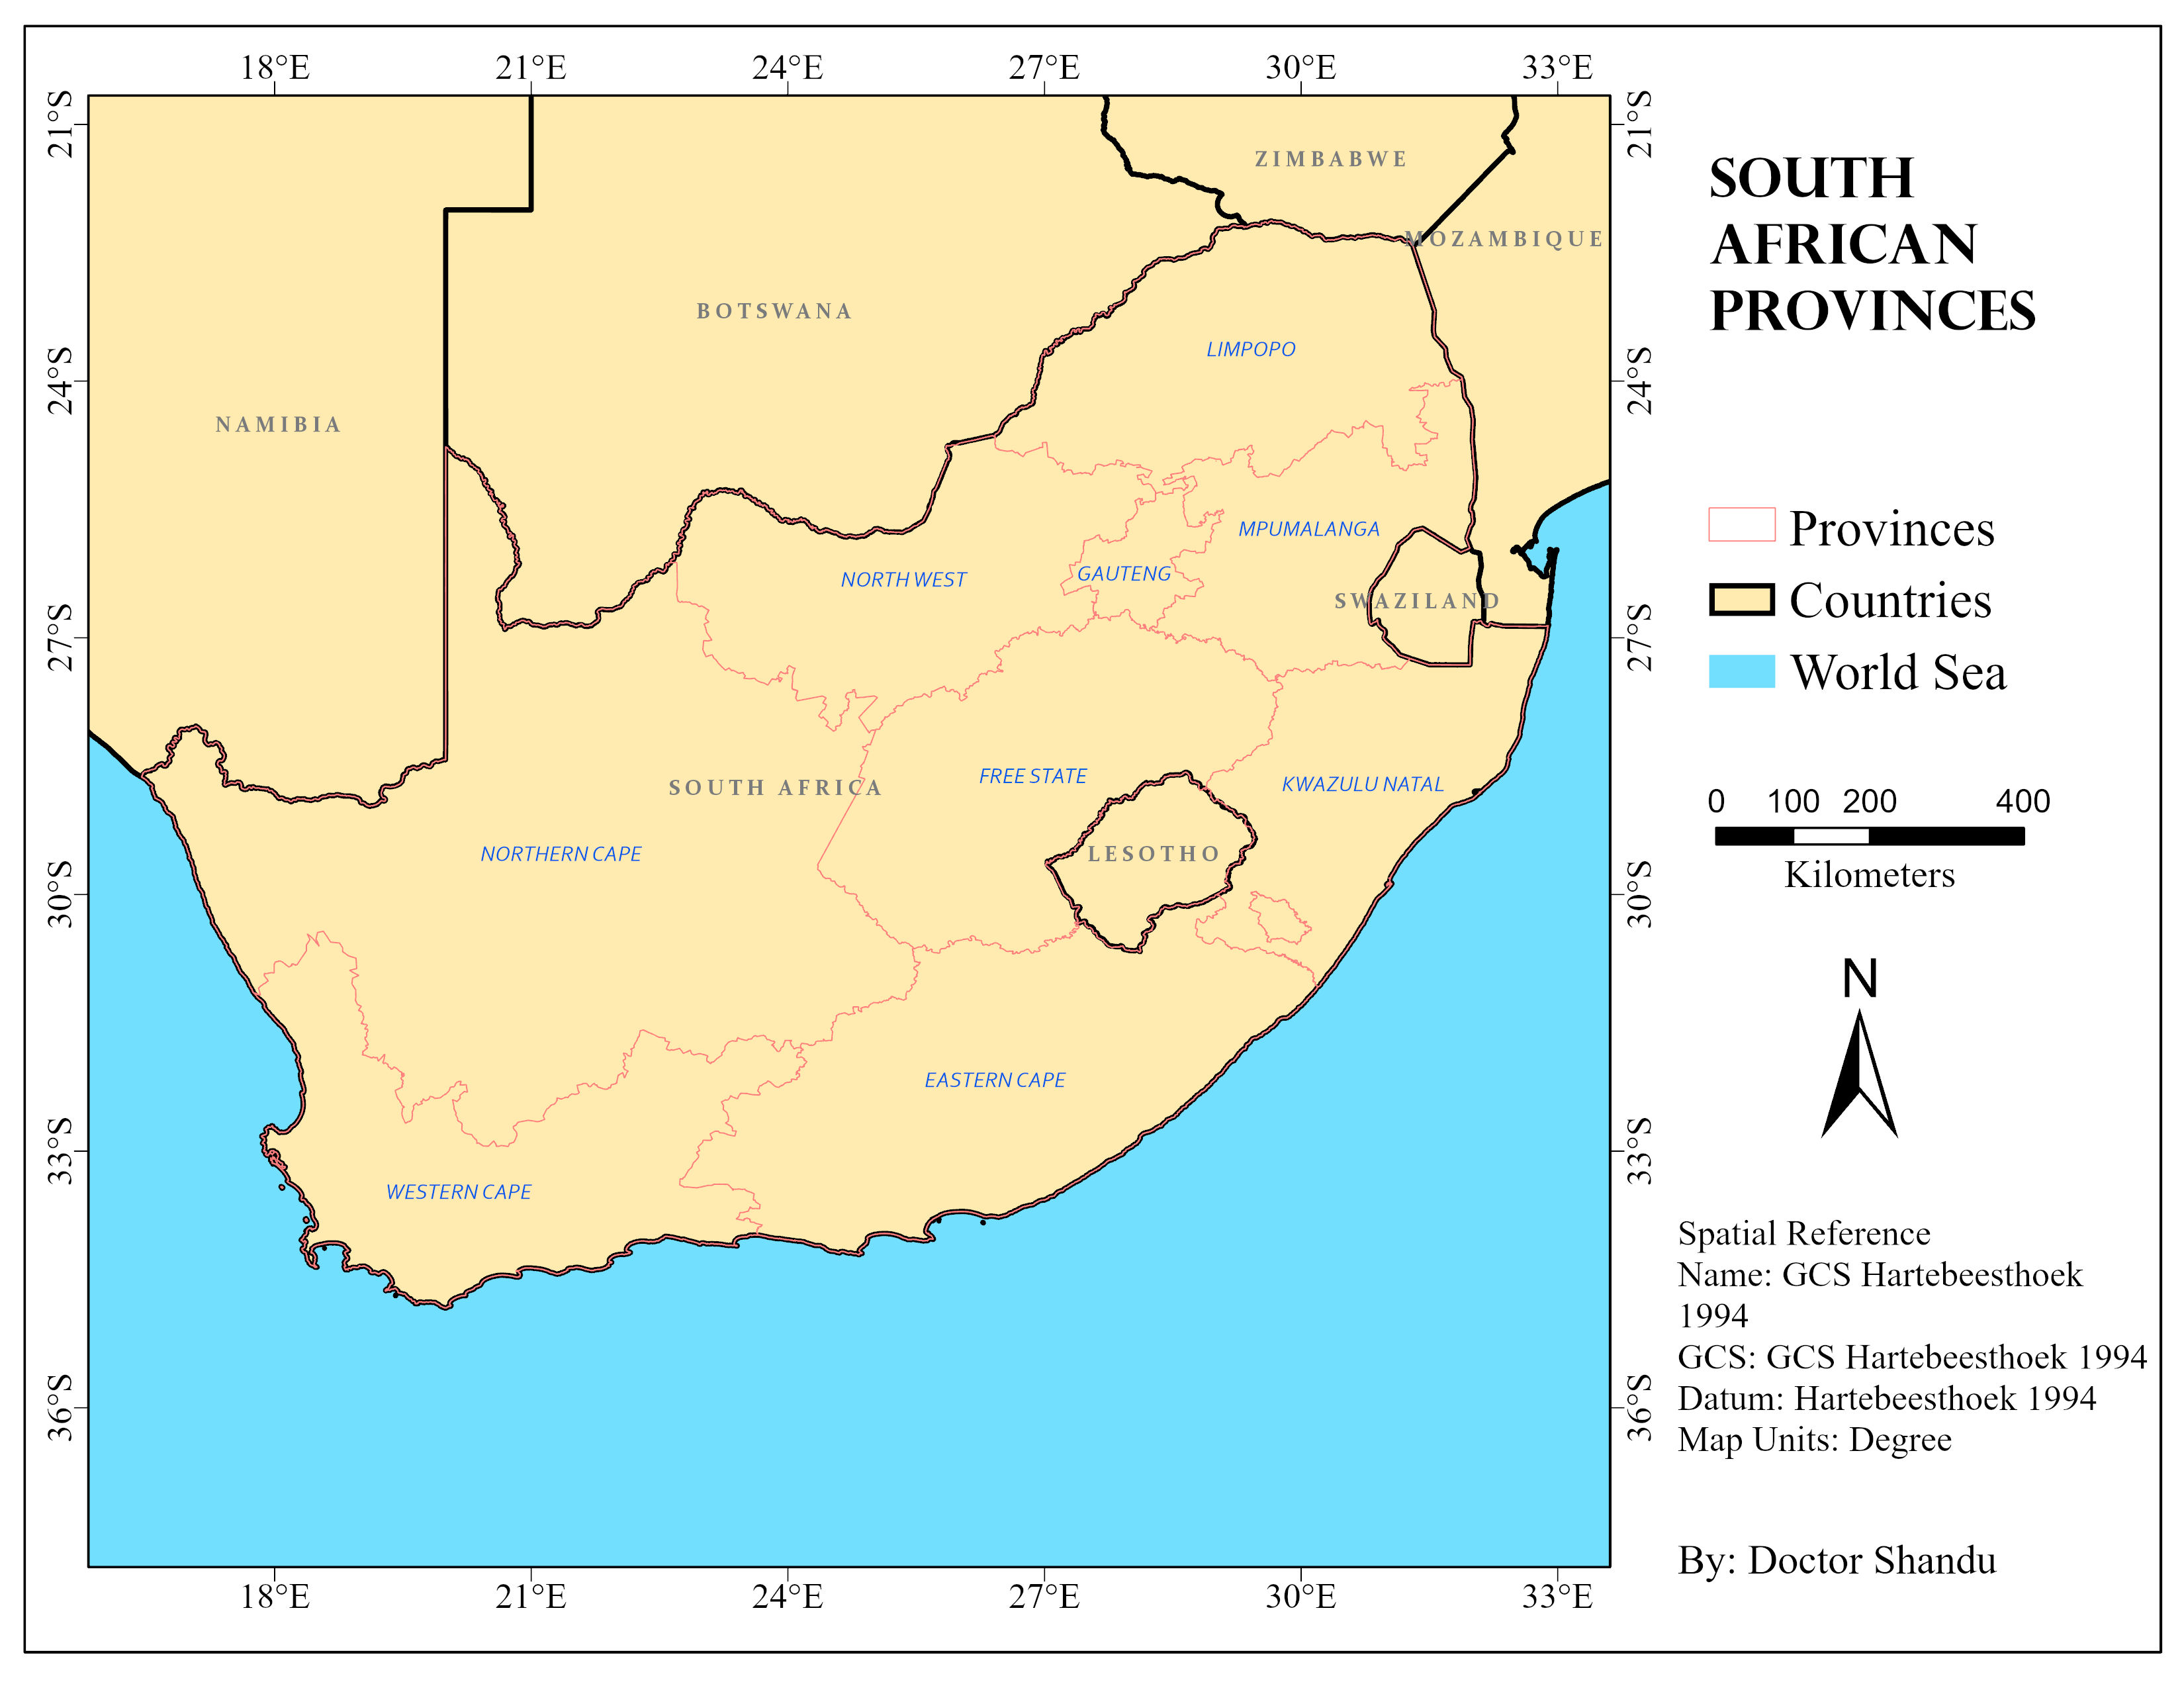 18°E 21°E 24°E 27°E 30°E 33°E
21°S 21°S
ZIMBABWE
SOUTH
AFRICAN
PROVINCES
MOZAMBIQUE
BOTSWANA
LIMPOPO
24°S 24°S
NAMIBIA
MPUMALANGA
Provinces
NORTH WEST
GAUTENG
SWAZILAND
Countries
27°S 27°S
World Sea
FREE STATE
KWAZULU NATAL
SOUTH AFRICA
0 100 200 400
Kilometers
NORTHERN CAPE
LESOTHO
30°S 30°S
N
EASTERN CAPE
33°S 33°S
WESTERN CAPE
Spatial Reference
Name: GCS Hartebeesthoek
1994
GCS: GCS Hartebeesthoek 1994
Datum: Hartebeesthoek 1994
Map Units: Degree
36°S 36°S
By: Doctor Shandu
18°E 21°E 24°E 27°E 30°E 33°E